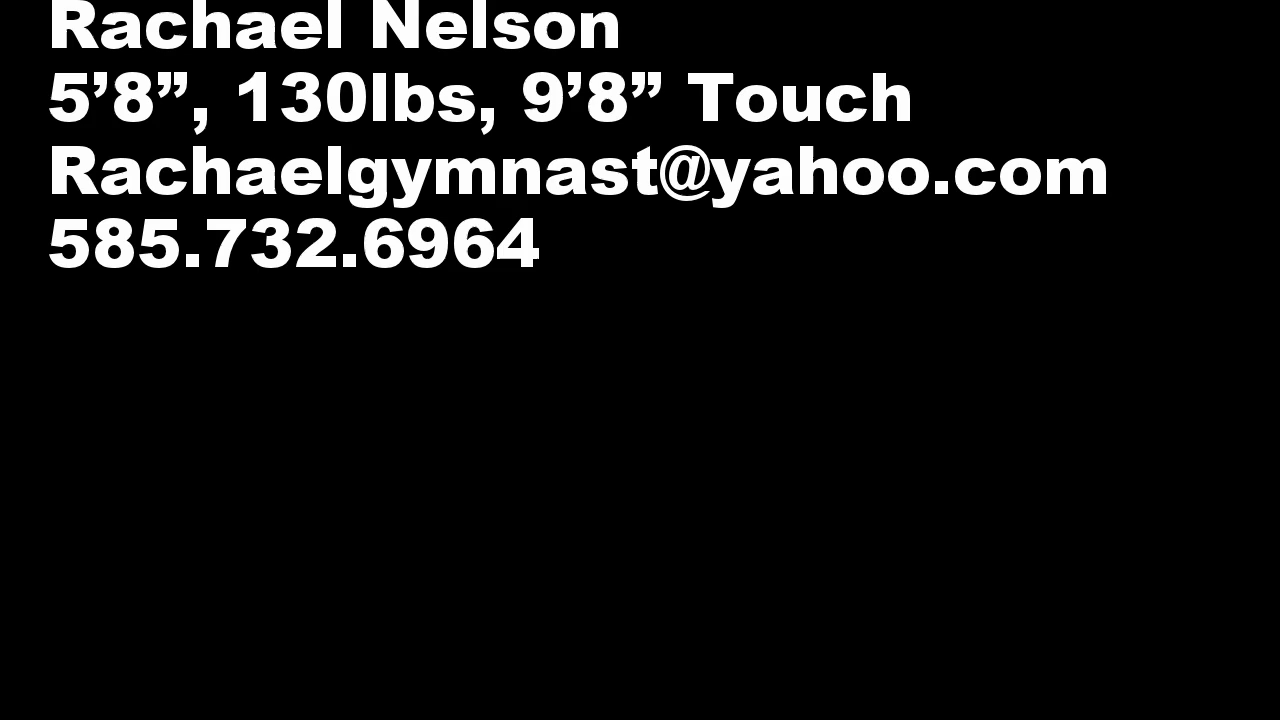 Rachael Nelson
5’8”, 130lbs, 9’8” Touch
Rachaelgymnast@yahoo.com
585.732.6964